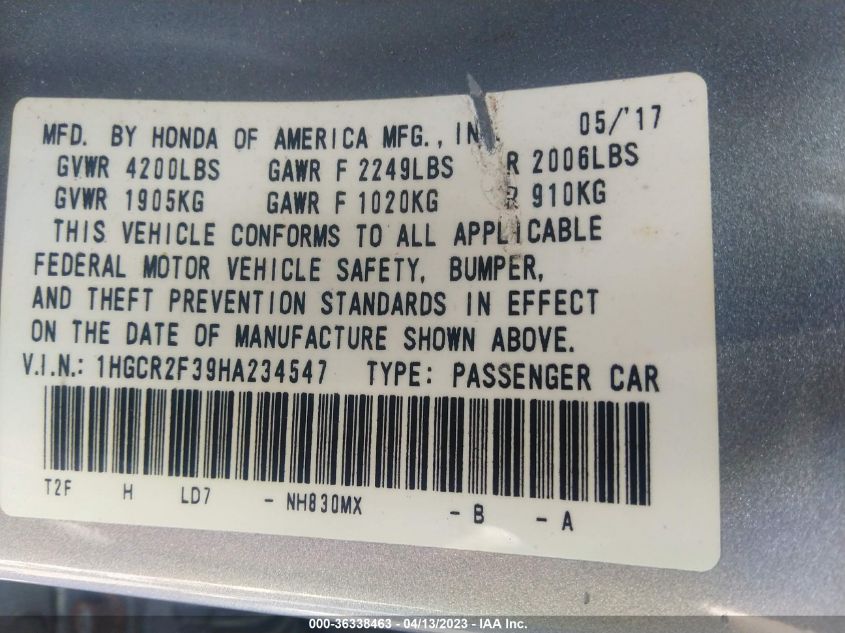 MFD. BY HONDA OF AMERICA MFG., INC. 05/'17
GVWR 4200LBS GAWR F 2249LBS R 2006LBS
GVWR 1905KG GAWR F 1020KG R 910KG
THIS VEHICLE CONFORMS TO ALL APPLICABLE
FEDERAL MOTOR VEHICLE SAFETY, BUMPER,
AND THEFT PREVENTION STANDARDS IN EFFECT
ON THE DATE OF MANUFACTURE SHOWN ABOVE.
V.I.N.: 1HGCR2F39HA234547 TYPE: PASSENGER CAR
T2F H LD7 - NH830MX - B - A
000-36338463 - 04/13/2023 - IAA Inc.